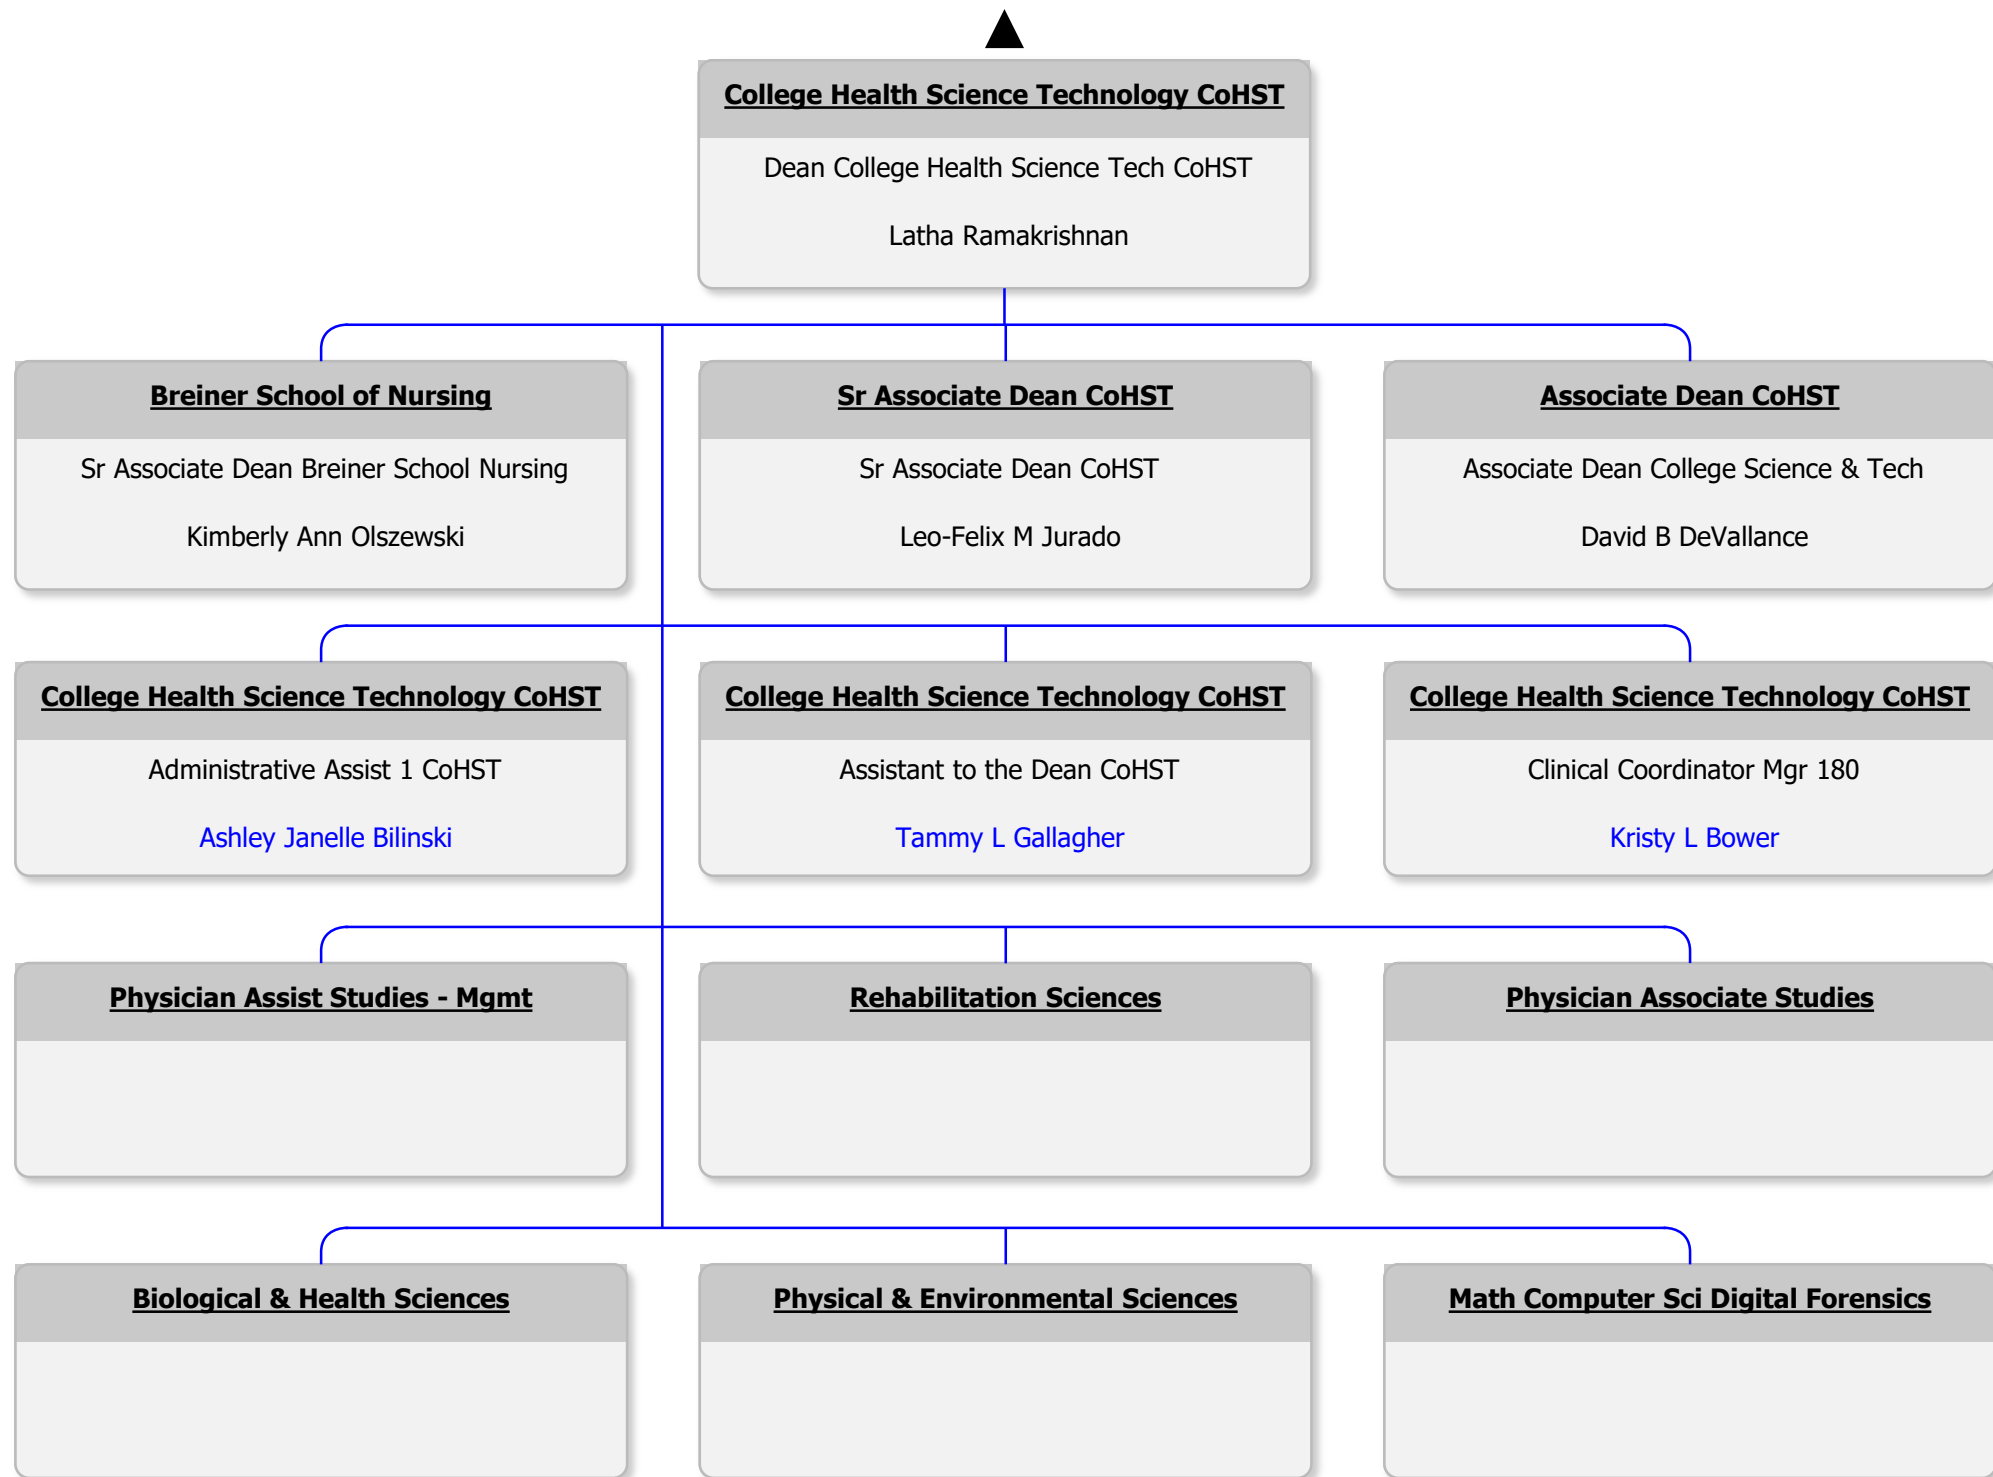 College Health Science Technology CoHST
Dean College Health Science Tech CoHST
Latha Ramakrishnan
Breiner School of Nursing
Sr Associate Dean Breiner School Nursing
Kimberly Ann Olszewski
Sr Associate Dean CoHST
Sr Associate Dean CoHST
Leo-Felix M Jurado
Associate Dean CoHST
Associate Dean College Science & Tech
David B DeVallance
College Health Science Technology CoHST
Administrative Assist 1 CoHST
Ashley Janelle Bilinski
College Health Science Technology CoHST
Assistant to the Dean CoHST
Tammy L Gallagher
College Health Science Technology CoHST
Clinical Coordinator Mgr 180
Kristy L Bower
Physician Assist Studies - Mgmt
Rehabilitation Sciences
Physician Associate Studies
Biological & Health Sciences
Physical & Environmental Sciences
Math Computer Sci Digital Forensics